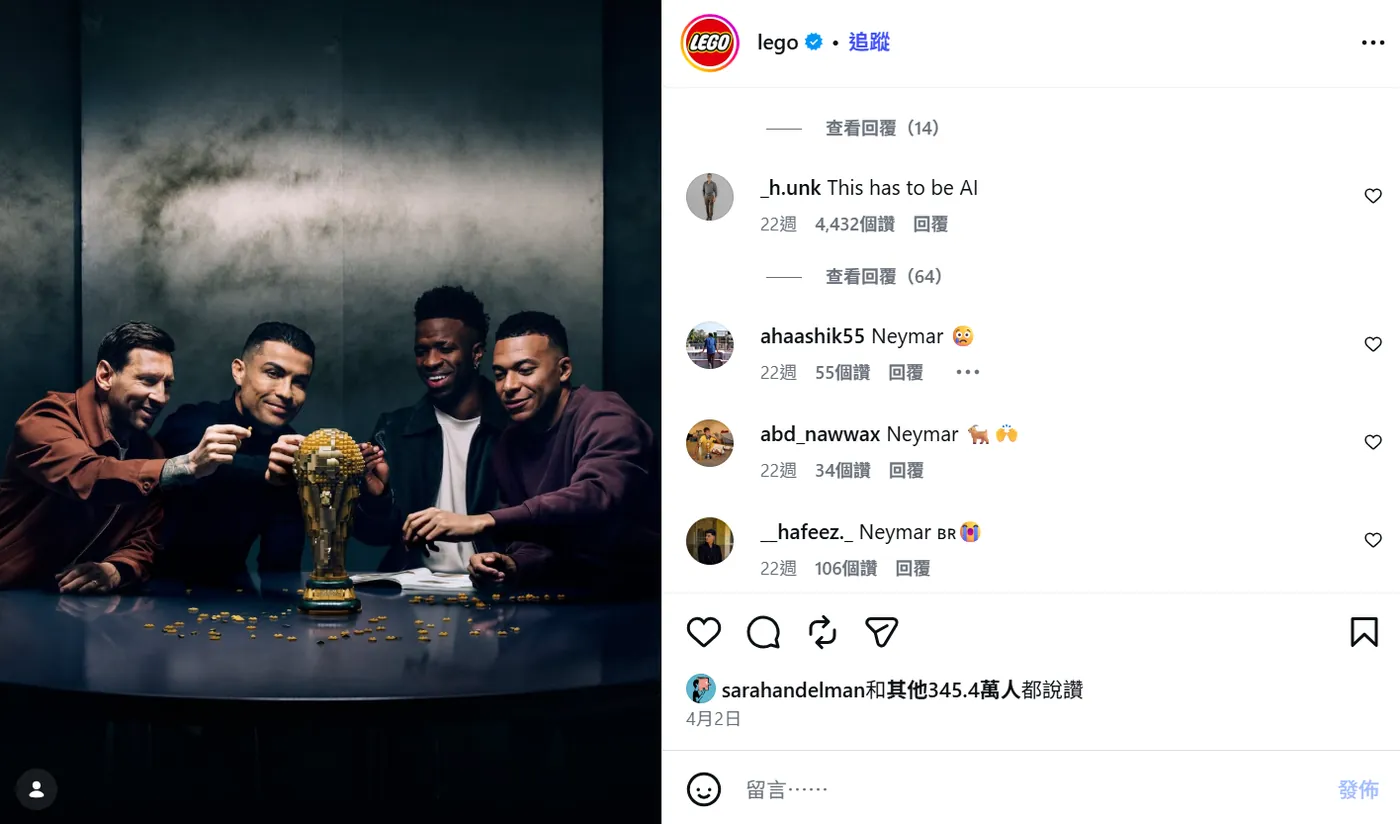 LEGO
lego • 追蹤
查看回覆（14）
_h.unk This has to be AI
22週 4,432個讚 回覆
查看回覆（64）
ahaashik55 Neymar 😨
22週 55個讚 回覆
abd_nawwax Neymar 🐐🙌
22週 34個讚 回覆
__hafeez._ Neymar ʙʀ😭
22週 106個讚 回覆
sarahandelman和其他345.4萬人都說讚
4月2日
留言⋯⋯
發佈